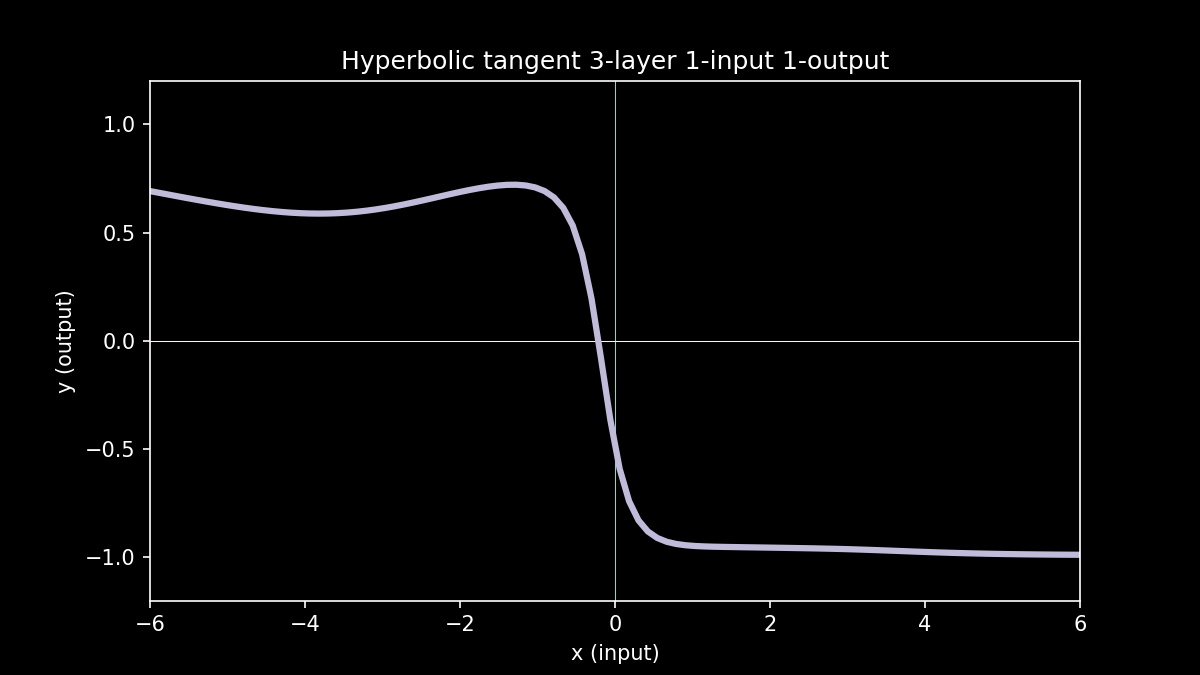 Hyperbolic tangent 3-layer 1-input 1-output
1.0
0.5
0.0
−0.5
−1.0
y (output)
−6 −4 −2 0 2 4 6
x (input)